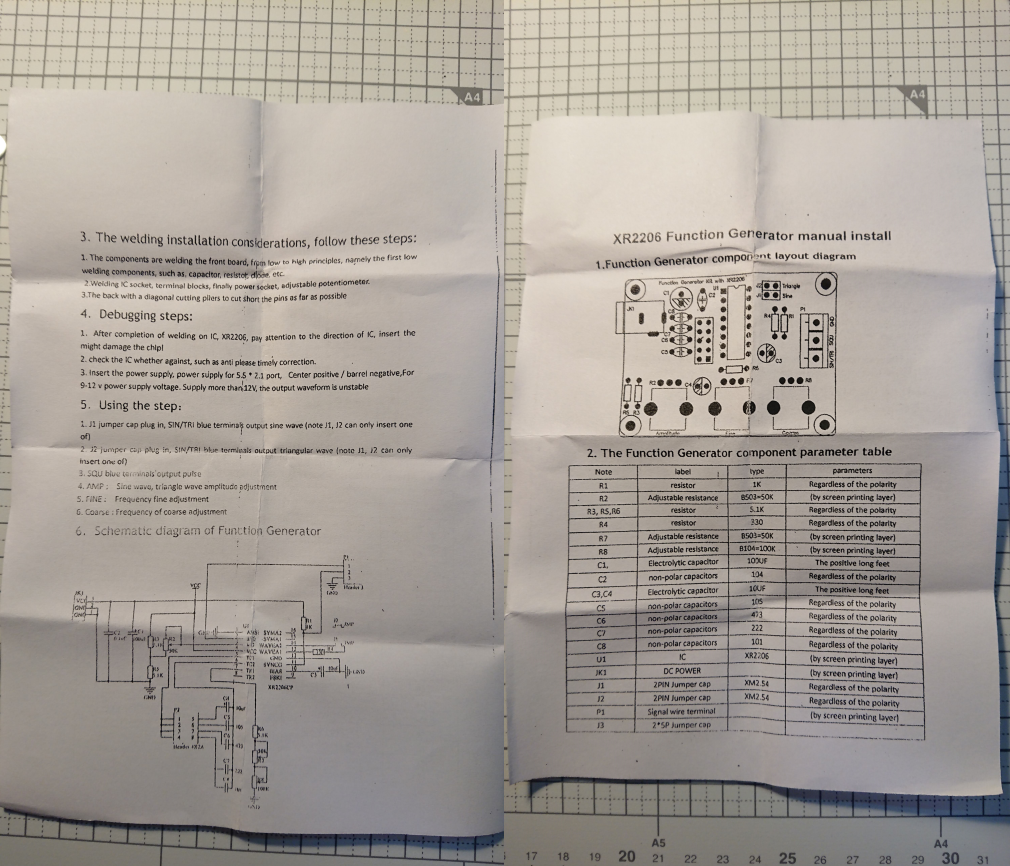 A4
3. The welding installation considerations, follow these steps:
1. The components are welding the front board, from low to high principles, namely the first low
welding components, such as, capacitor, resistor, diode, etc.
2.Welding IC socket, terminal blocks, finally power socket, adjustable potentiometer.
3.The back with a diagonal cutting pliers to cut short the pins as far as possible
4. Debugging steps:
1. After completion of welding on IC, XR2206, pay attention to the direction of IC, insert the
might damage the chip!
2. check the IC whether against, such as anti please timely correction.
3. Insert the power supply, power supply for 5.5 * 2.1 port, Center positive / barrel negative,For
9-12 v power supply voltage. Supply more than12V, the output waveform is unstable
5. Using the step:
1. J1 jumper cap plug in, SIN/TRI blue terminals output sine wave (note J1, J2 can only insert one
of)
2. J2 jumper cap plug in, SIN/TRI blue terminals output triangular wave (note J1, J2 can only
insert one of)
3. SQU blue terminals output pulse
4. AMP: Sine wave, triangle wave amplitude adjustment
5. FINE: Frequency fine adjustment
6. Coarse : Frequency of coarse adjustment
6. Schematic diagram of Function Generator
VCC
XR2206CP
A4
XR2206 Function Generator manual install
1.Function Generator component layout diagram
Function Generator Kit with XR2206
JK1
C1
C2
U1
J2 Triangle
J1 Sine
R4 R1
P1
GND
SQU
SIN/TRI
C7
C6
C5
C3
R6
R2
C4
R8
R5 R3
Amplitude
Fine
Coarse
2. The Function Generator component parameter table
Note label type parameters
R1 resistor 1K Regardless of the polarity
R2 Adjustable resistance B503=50K (by screen printing layer)
R3, R5,R6 resistor 5.1K Regardless of the polarity
R4 resistor 330 Regardless of the polarity
R7 Adjustable resistance B503=50K (by screen printing layer)
R8 Adjustable resistance B104=100K (by screen printing layer)
C1, Electrolytic capacitor 100UF The positive long feet
C2 non-polar capacitors 104 Regardless of the polarity
C3,C4 Electrolytic capacitor 10UF The positive long feet
C5 non-polar capacitors 105 Regardless of the polarity
C6 non-polar capacitors 473 Regardless of the polarity
C7 non-polar capacitors 222 Regardless of the polarity
C8 non-polar capacitors 101 Regardless of the polarity
U1 IC XR2206 (by screen printing layer)
JK1 DC POWER (by screen printing layer)
J1 2PIN Jumper cap XM2.54 Regardless of the polarity
J2 2PIN Jumper cap XM2.54 Regardless of the polarity
P1 Signal wire terminal (by screen printing layer)
J3 2*5P Jumper cap
A5
A4
17 18 19 20 21 22 23 24 25 26 27 28 29 30 31